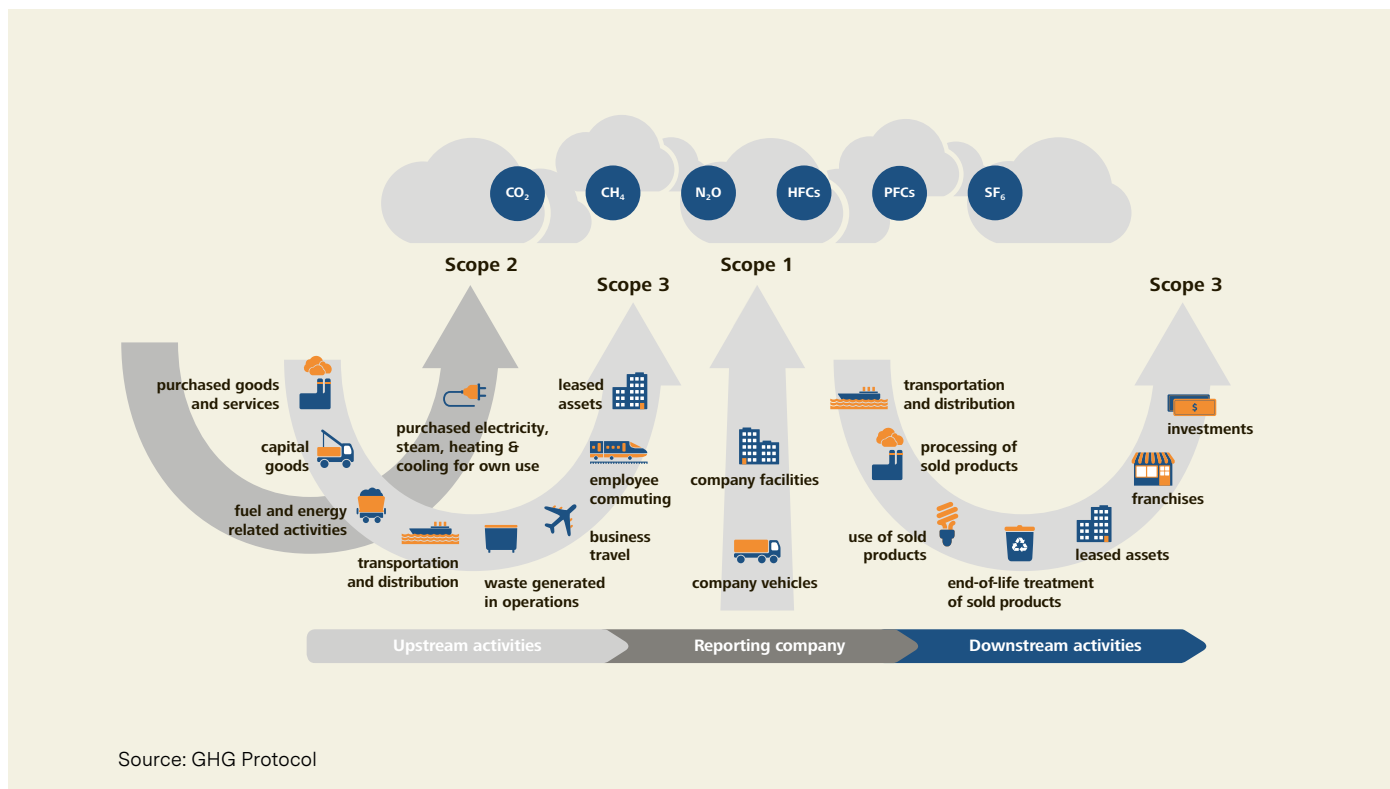 CO₂
CH₄
N₂O
HFCs
PFCs
SF₆
Scope 2
Scope 1
Scope 3
Scope 3
purchased goods
and services
capital
goods
fuel and energy
related activities
transportation
and distribution
waste generated
in operations
business
travel
employee
commuting
leased
assets
purchased electricity,
steam, heating &
cooling for own use
company facilities
company vehicles
transportation
and distribution
processing of
sold products
use of sold
products
end-of-life treatment
of sold products
leased assets
franchises
$
investments
Upstream activities
Reporting company
Downstream activities
Source: GHG Protocol